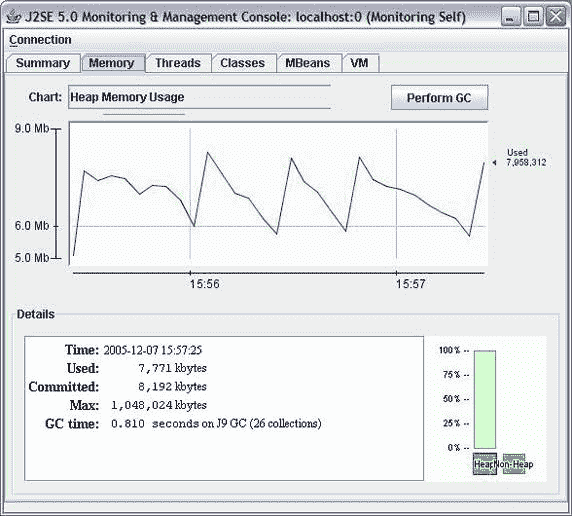 J2SE 5.0 Monitoring & Management Console: localhost:0 (Monitoring Self)
Connection
Summary Memory Threads Classes MBeans VM
Chart: Heap Memory Usage Perform GC
9.0 Mb
Used
7,958,312
6.0 Mb
5.0 Mb
15:56 15:57
Details
Time: 2005-12-07 15:57:25
Used: 7,771 kbytes
Committed: 8,192 kbytes
Max: 1,048,024 kbytes
GC time: 0.810 seconds on J9 GC (26 collections)
100% --
75% --
50% --
25% --
0% --
Heap Non-Heap